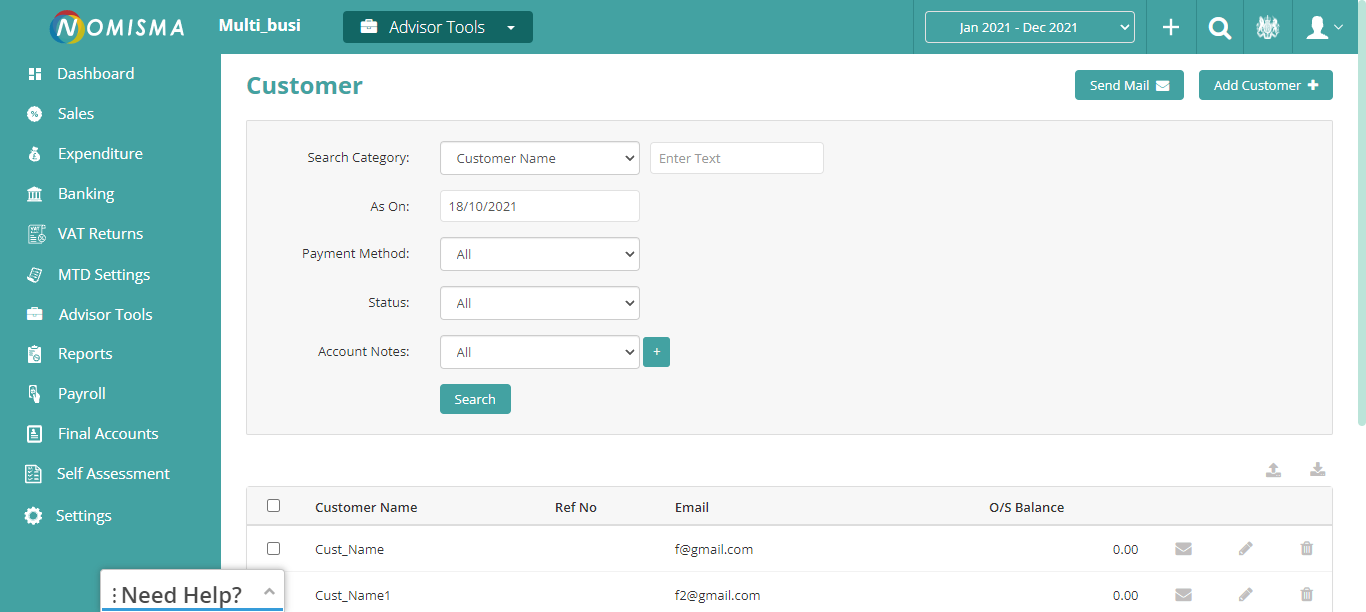 NOMISMA
Multi_busi
Advisor Tools
Jan 2021 - Dec 2021
Dashboard
Sales
Expenditure
Banking
VAT Returns
MTD Settings
Advisor Tools
Reports
Payroll
Final Accounts
Self Assessment
Settings
Customer
Send Mail
Add Customer +
Search Category: Customer Name Enter Text
As On: 18/10/2021
Payment Method: All
Status: All
Account Notes: All +
Search
Customer Name Ref No Email O/S Balance
Cust_Name f@gmail.com 0.00
Cust_Name1 f2@gmail.com 0.00
Need Help?